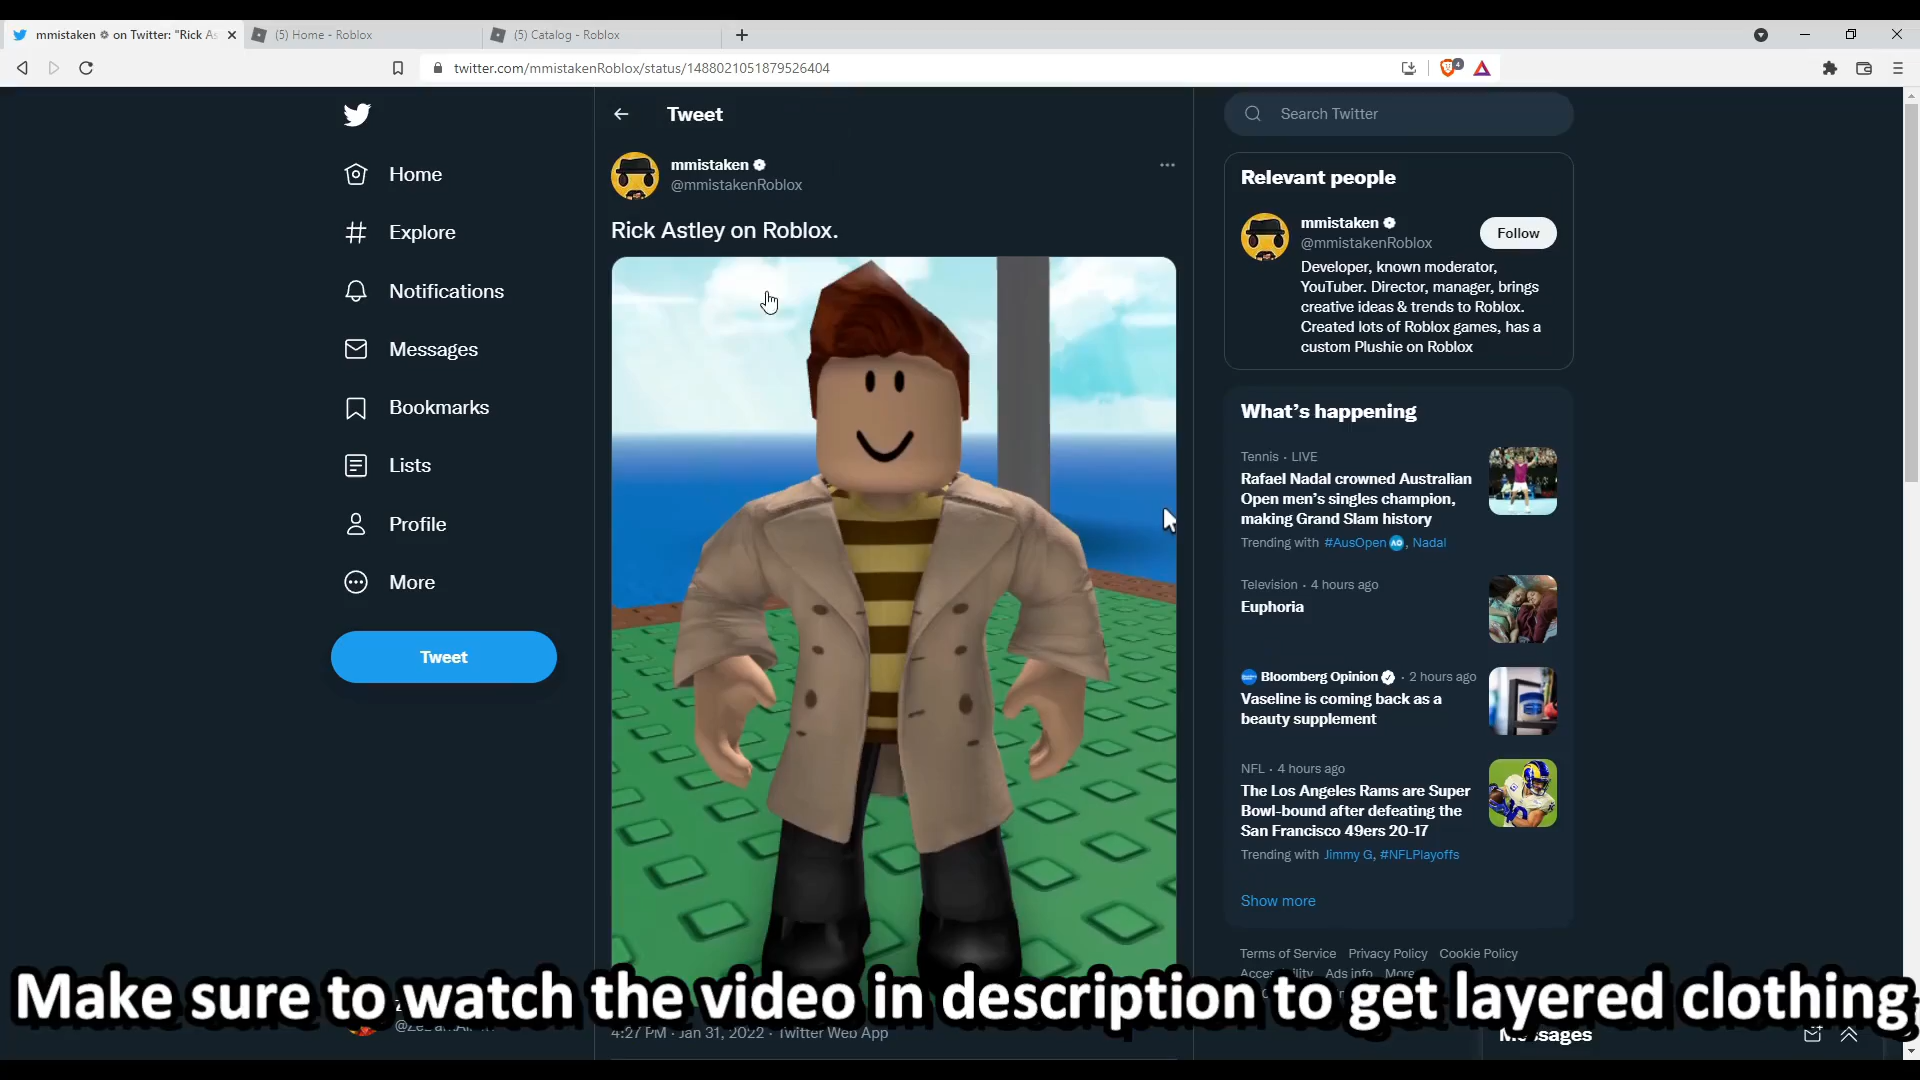 mmistaken on Twitter: "Rick As
(5) Home - Roblox
(5) Catalog - Roblox
twitter.com/mmistakenRoblox/status/1488021051879526404
4
Home
Explore
Notifications
Messages
Bookmarks
Lists
Profile
More
Tweet
Tweet
mmistaken
@mmistakenRoblox
Rick Astley on Roblox.
4:27 PM · Jan 31, 2022 · Twitter Web App
Search Twitter
Relevant people
mmistaken
@mmistakenRoblox
Follow
Developer, known moderator,
YouTuber. Director, manager, brings
creative ideas & trends to Roblox.
Created lots of Roblox games, has a
custom Plushie on Roblox
What's happening
Tennis · LIVE
Rafael Nadal crowned Australian
Open men's singles champion,
making Grand Slam history
Trending with #AusOpen AO, Nadal
Television · 4 hours ago
Euphoria
Bloomberg Opinion · 2 hours ago
Vaseline is coming back as a
beauty supplement
NFL · 4 hours ago
The Los Angeles Rams are Super
Bowl-bound after defeating the
San Francisco 49ers 20-17
Trending with Jimmy G, #NFLPlayoffs
Show more
Terms of Service Privacy Policy Cookie Policy
Accessibility Ads info More
Make sure to watch the video in description to get layered clothing
Messages